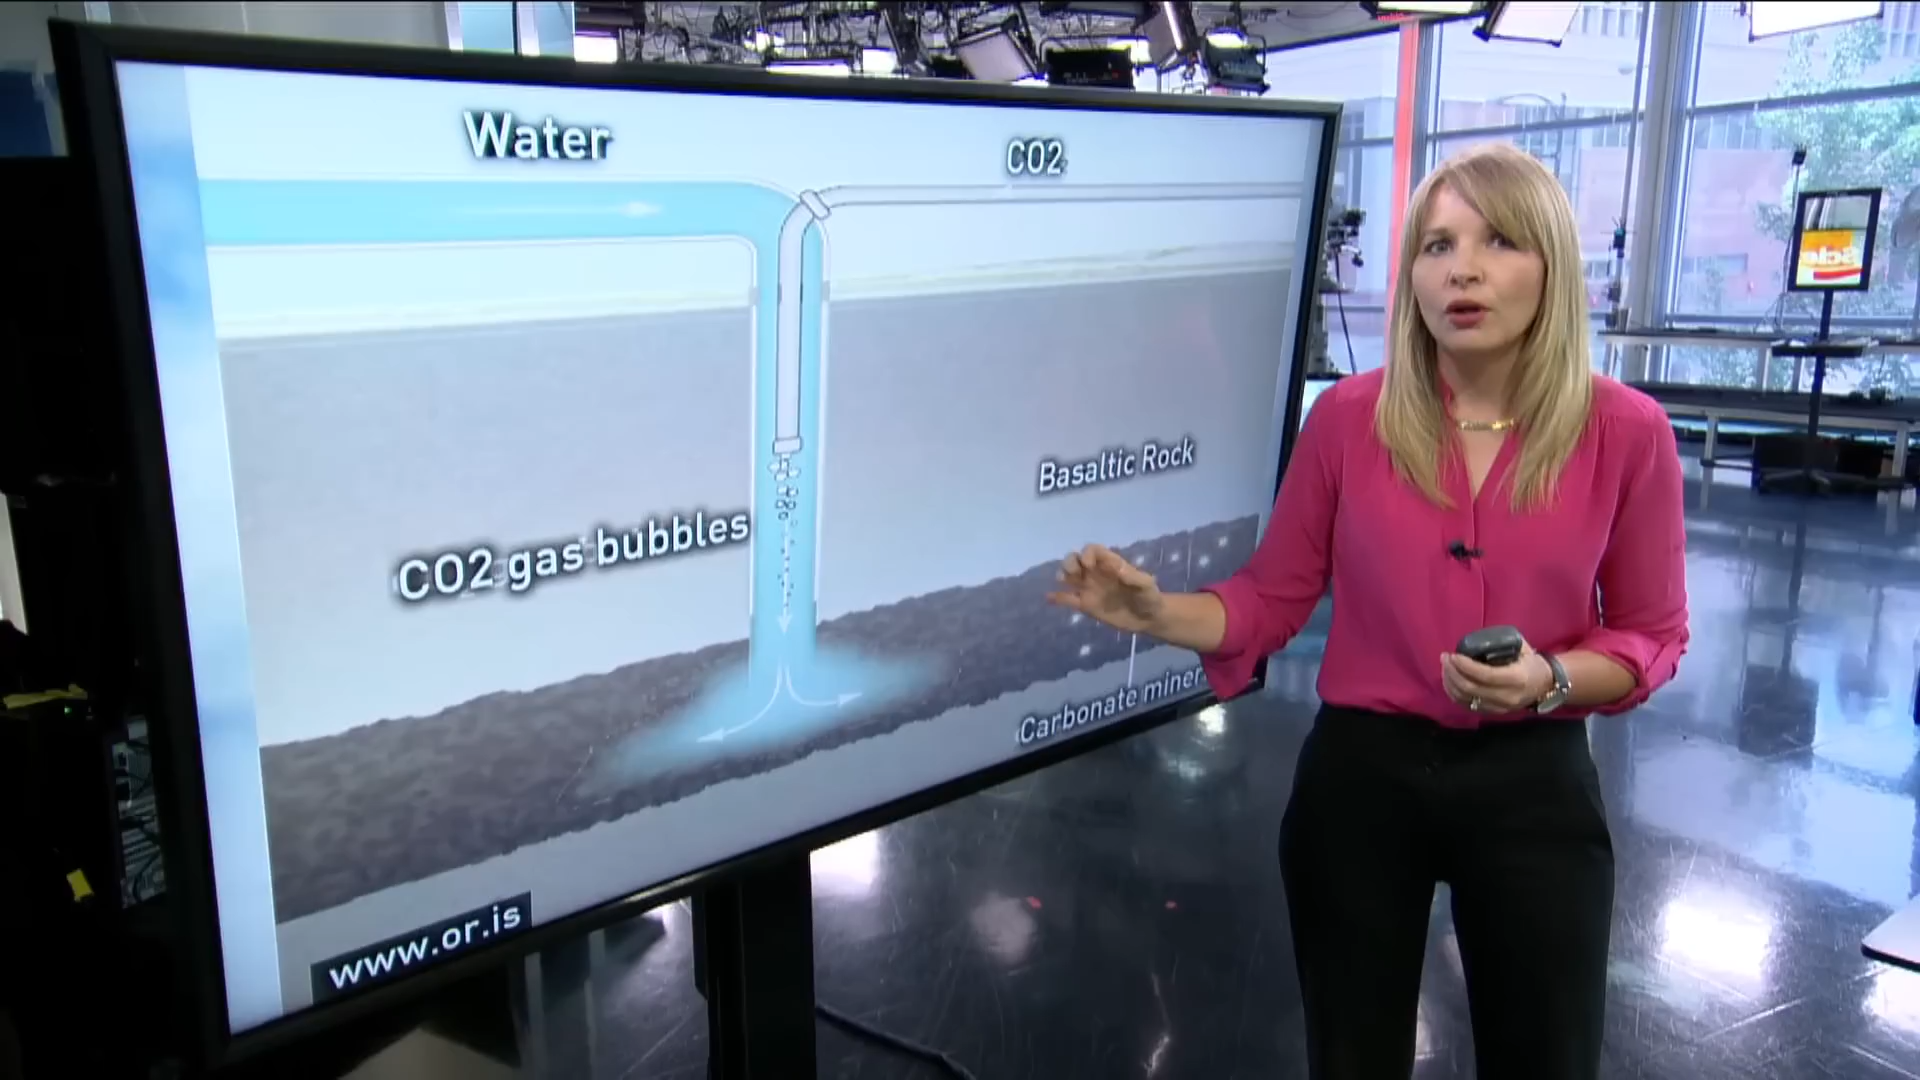 Water
CO2
Basaltic Rock
CO2 gas bubbles
Carbonate miner
www.or.is